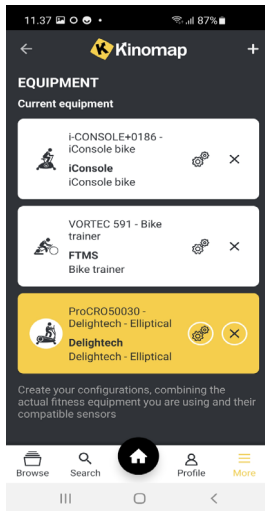 11.37 87%
Kinomap +
EQUIPMENT
Current equipment
i-CONSOLE+0186 -
iConsole bike
iConsole
iConsole bike
VORTEC 591 - Bike
trainer
FTMS
Bike trainer
ProCRO50030 -
Delightech - Elliptical
Delightech
Delightech - Elliptical
Create your configurations, combining the
actual fitness equipment you are using and their
compatible sensors
Browse Search Profile More